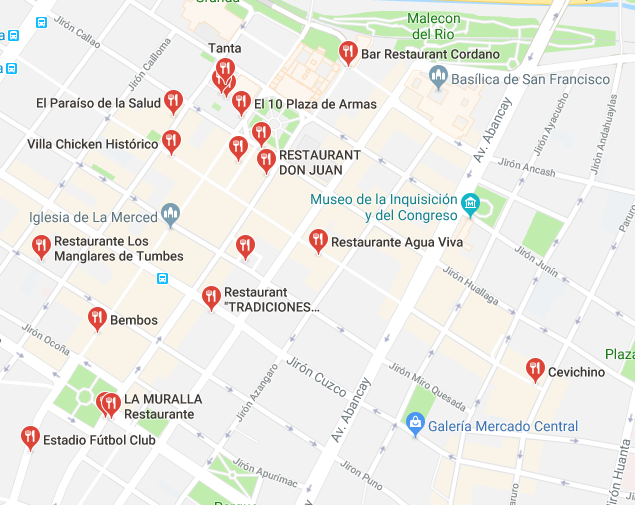 Granda
Malecon
del Rio
Jirón Callao
Jirón Cailloma
Tanta
Bar Restaurant Cordano
Basílica de San Francisco
El Paraíso de la Salud
El 10 Plaza de Armas
Av. Abancay
Jirón Ayacucho
Jirón Andahuaylas
Villa Chicken Histórico
RESTAURANT
DON JUAN
Jirón Ancash
Museo de la Inquisición
y del Congreso
Paruro
Iglesia de La Merced
Restaurante Los
Manglares de Tumbes
Restaurante Agua Viva
Jirón Junín
Jirón Huallaga
Restaurant
"TRADICIONES...
Bembos
Jirón Ocoña
Plaza
Jirón Cuzco
Jirón Miro Quesada
Cevichino
Jirón Azangaro
Av. Abancay
LA MURALLA
Restaurante
Galería Mercado Central
Estadio Fútbol Club
Jirón Apurímac
Jiron Puno
Jirón Huanta
Paruro